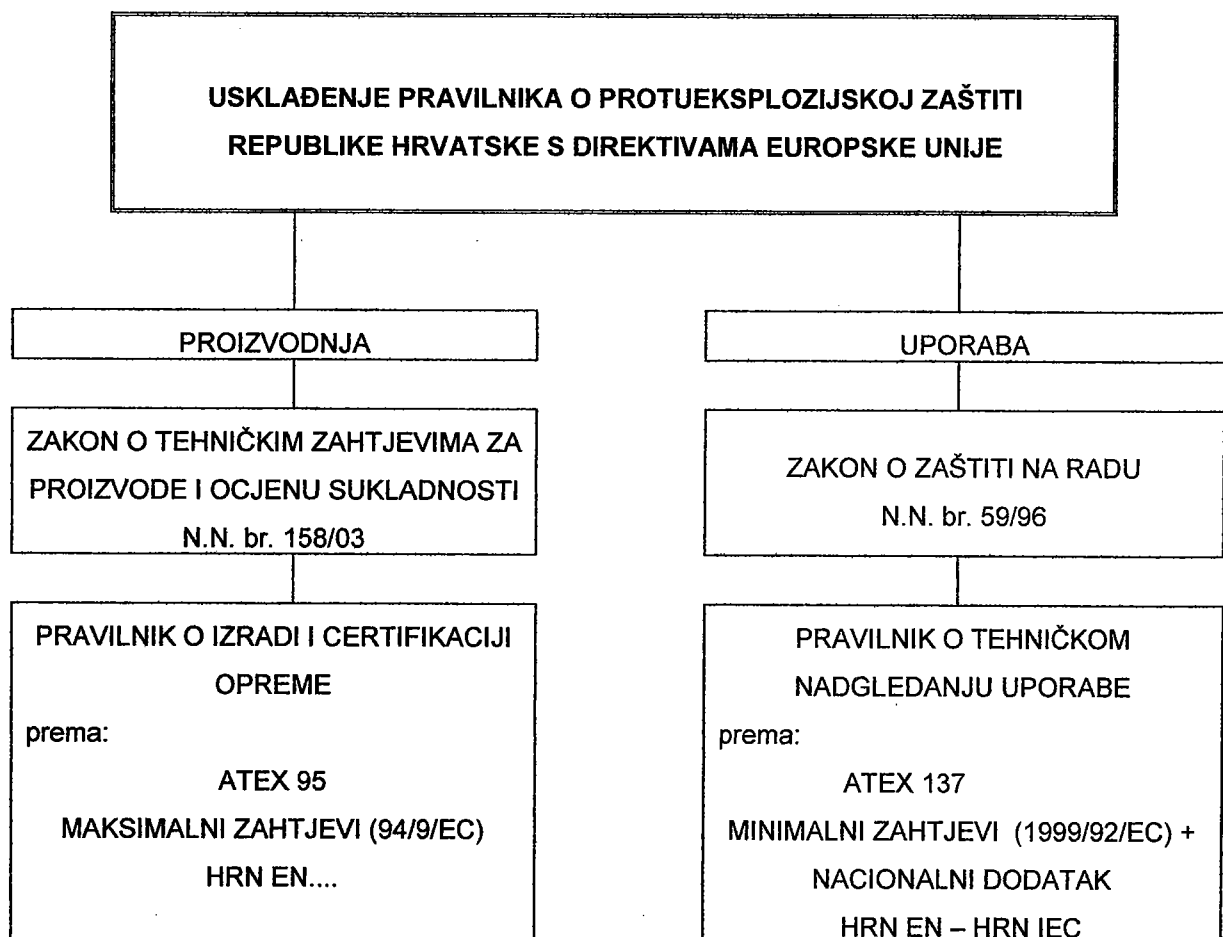 USKLAĐENJE PRAVILNIKA O PROTUEKSPLOZIJSKOJ ZAŠTITI
REPUBLIKE HRVATSKE S DIREKTIVAMA EUROPSKE UNIJE
PROIZVODNJA
ZAKON O TEHNIČKIM ZAHTJEVIMA ZA
PROIZVODE I OCJENU SUKLADNOSTI
N.N. br. 158/03
PRAVILNIK O IZRADI I CERTIFIKACIJI
OPREME
prema:
ATEX 95
MAKSIMALNI ZAHTJEVI (94/9/EC)
HRN EN....
UPORABA
ZAKON O ZAŠTITI NA RADU
N.N. br. 59/96
PRAVILNIK O TEHNIČKOM
NADGLEDANJU UPORABE
prema:
ATEX 137
MINIMALNI ZAHTJEVI (1999/92/EC) +
NACIONALNI DODATAK
HRN EN – HRN IEC